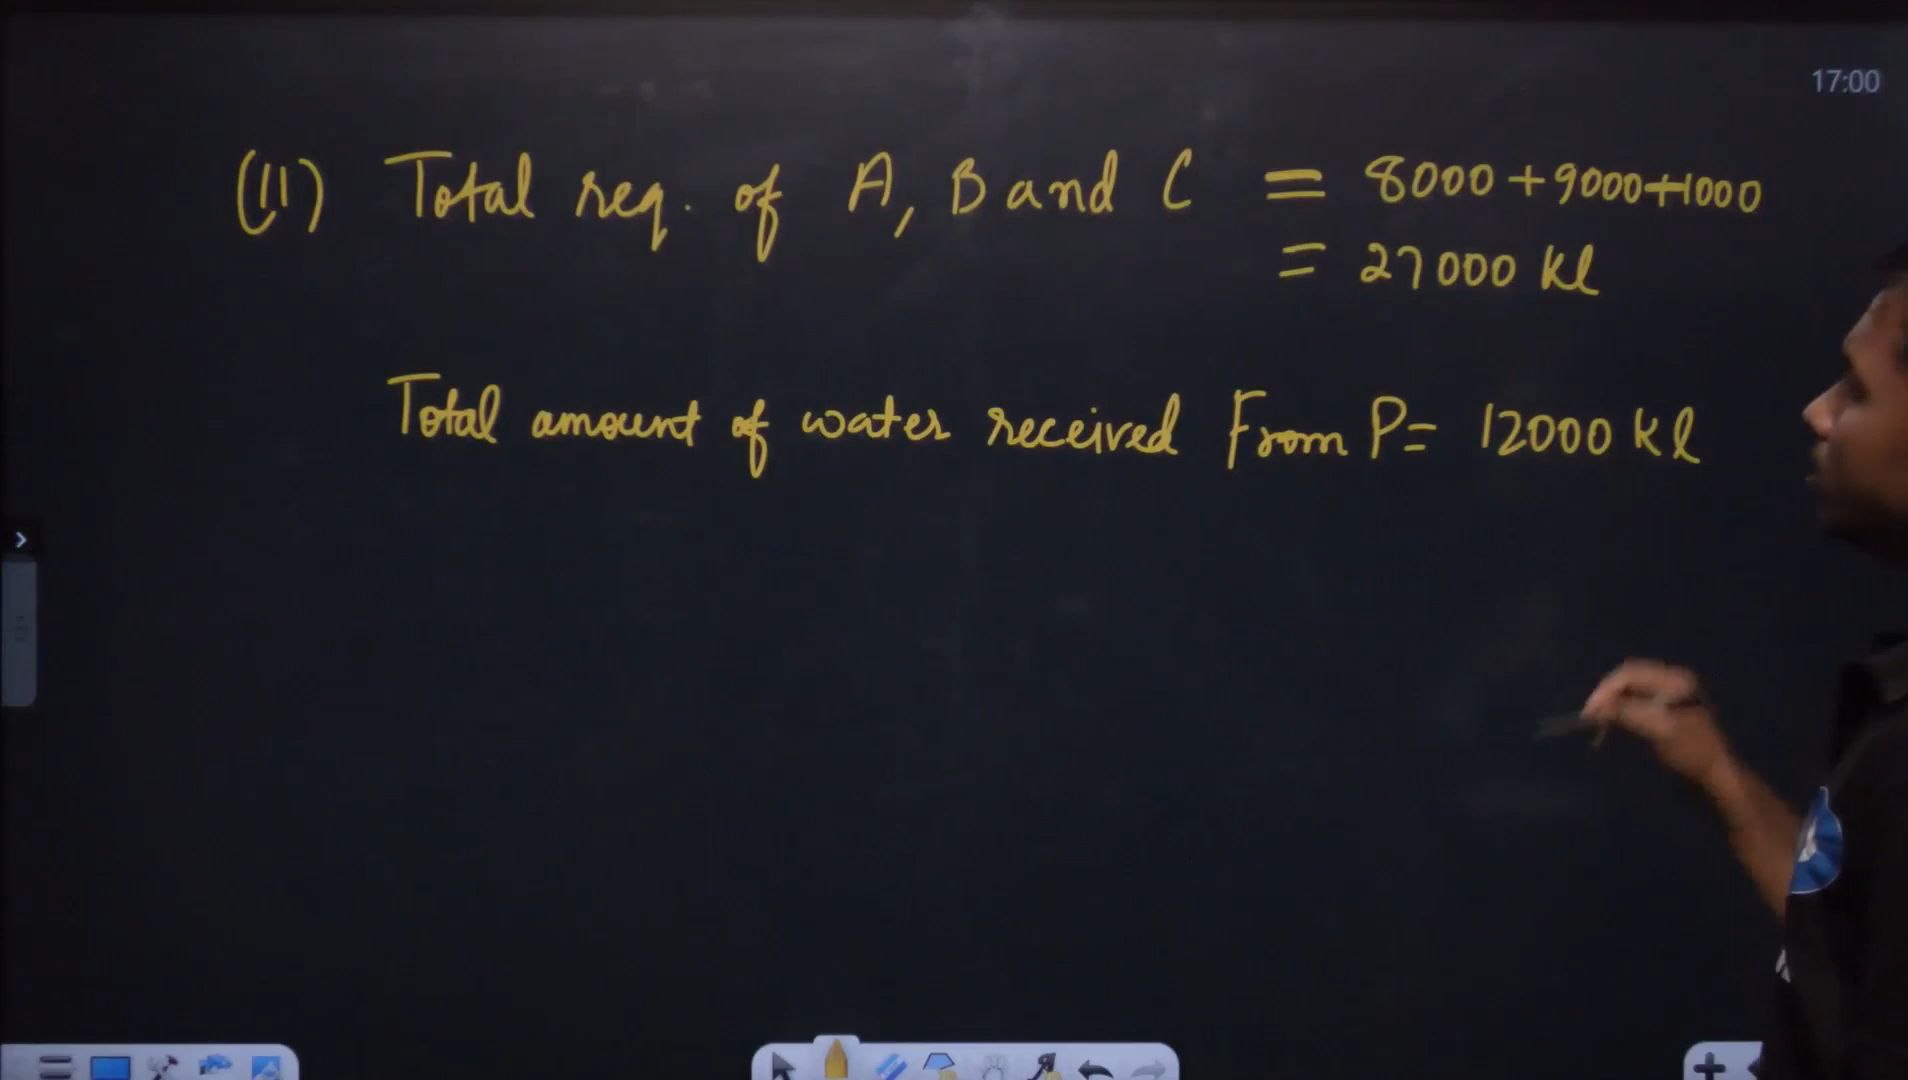 17:00
(II) Total req. of A, B and C = 8000+9000+1000
= 27000 Kl
Total amount of water received From P= 12000 Kl